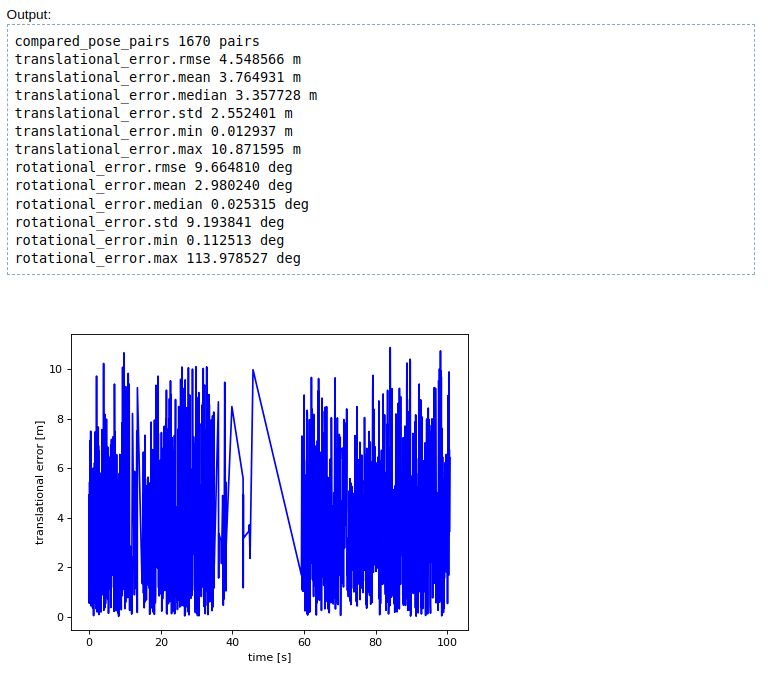 Output:
compared_pose_pairs 1670 pairs
translational_error.rmse 4.548566 m
translational_error.mean 3.764931 m
translational_error.median 3.357728 m
translational_error.std 2.552401 m
translational_error.min 0.012937 m
translational_error.max 10.871595 m
rotational_error.rmse 9.664810 deg
rotational_error.mean 2.980240 deg
rotational_error.median 0.025315 deg
rotational_error.std 9.193841 deg
rotational_error.min 0.112513 deg
rotational_error.max 113.978527 deg
translational error [m]
10
8
6
4
2
0
0 20 40 60 80 100
time [s]